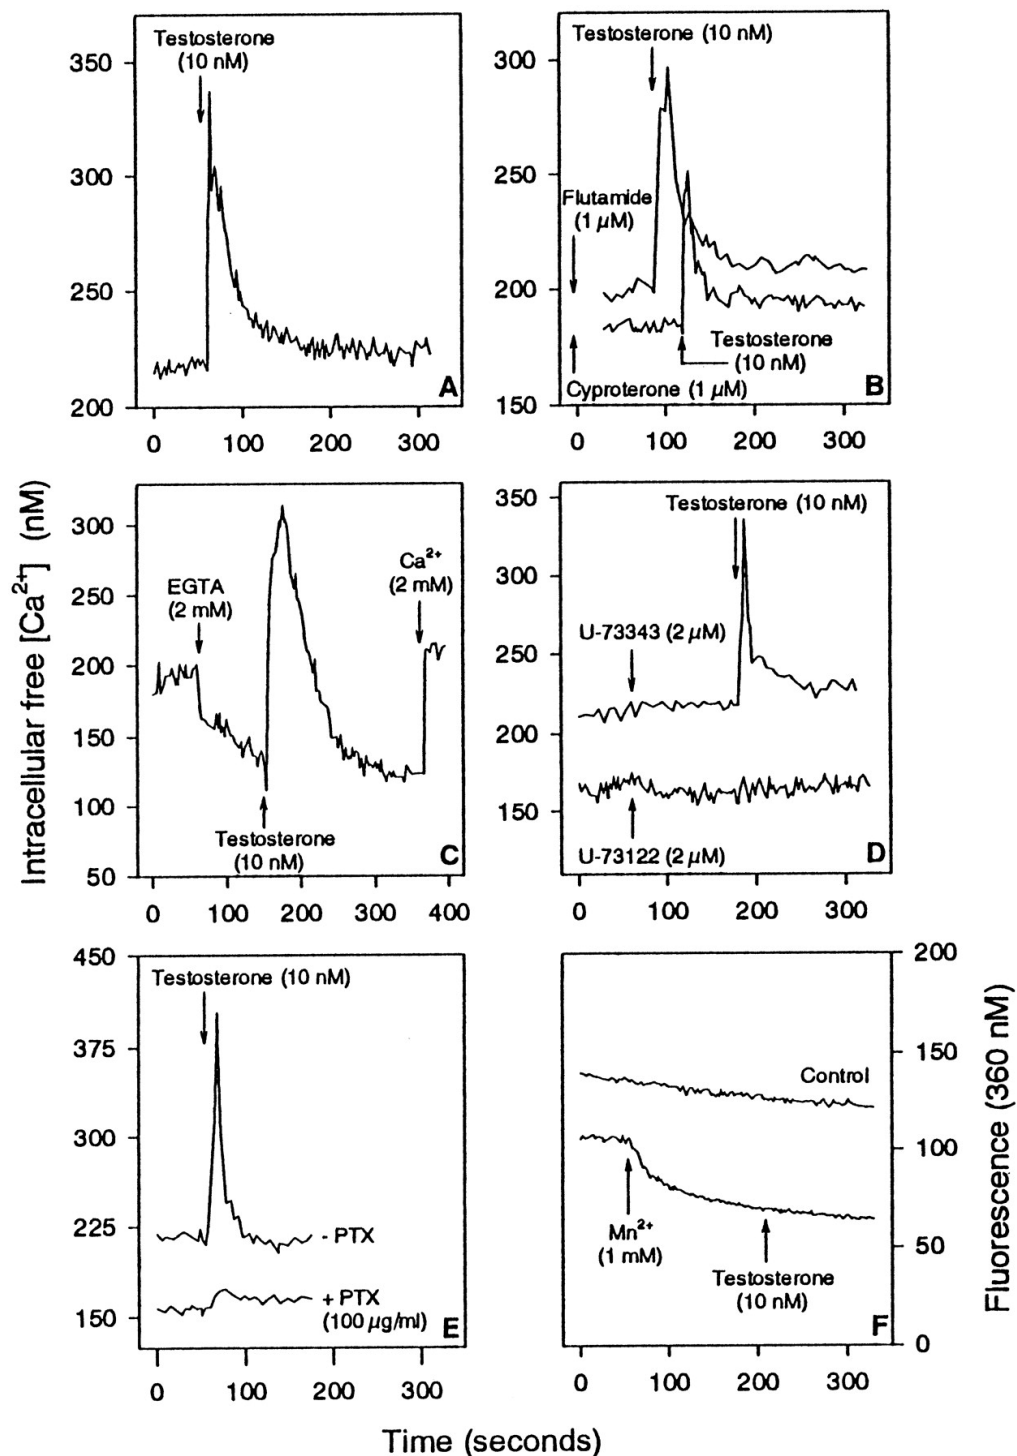 Testosterone
(10 nM)
350
300
250
200
0 100 200 300
A
Testosterone (10 nM)
300
250
200
150
Flutamide
(1 µM)
Testosterone
(10 nM)
Cyproterone (1 µM)
B
0 100 200 300
Intracellular free [Ca2+] (nM)
300
250
200
150
100
50
EGTA
(2 mM)
Ca2+
(2 mM)
Testosterone
(10 nM)
C
0 100 200 300 400
350
300
250
200
150
Testosterone (10 nM)
U-73343 (2 µM)
U-73122 (2 µM)
D
0 100 200 300
450
375
300
225
150
Testosterone (10 nM)
- PTX
+ PTX
(100 µg/ml)
E
0 100 200 300
200
150
100
50
0
Control
Mn2+
(1 mM)
Testosterone
(10 nM)
F
0 100 200 300
Fluorescence (360 nM)
Time (seconds)